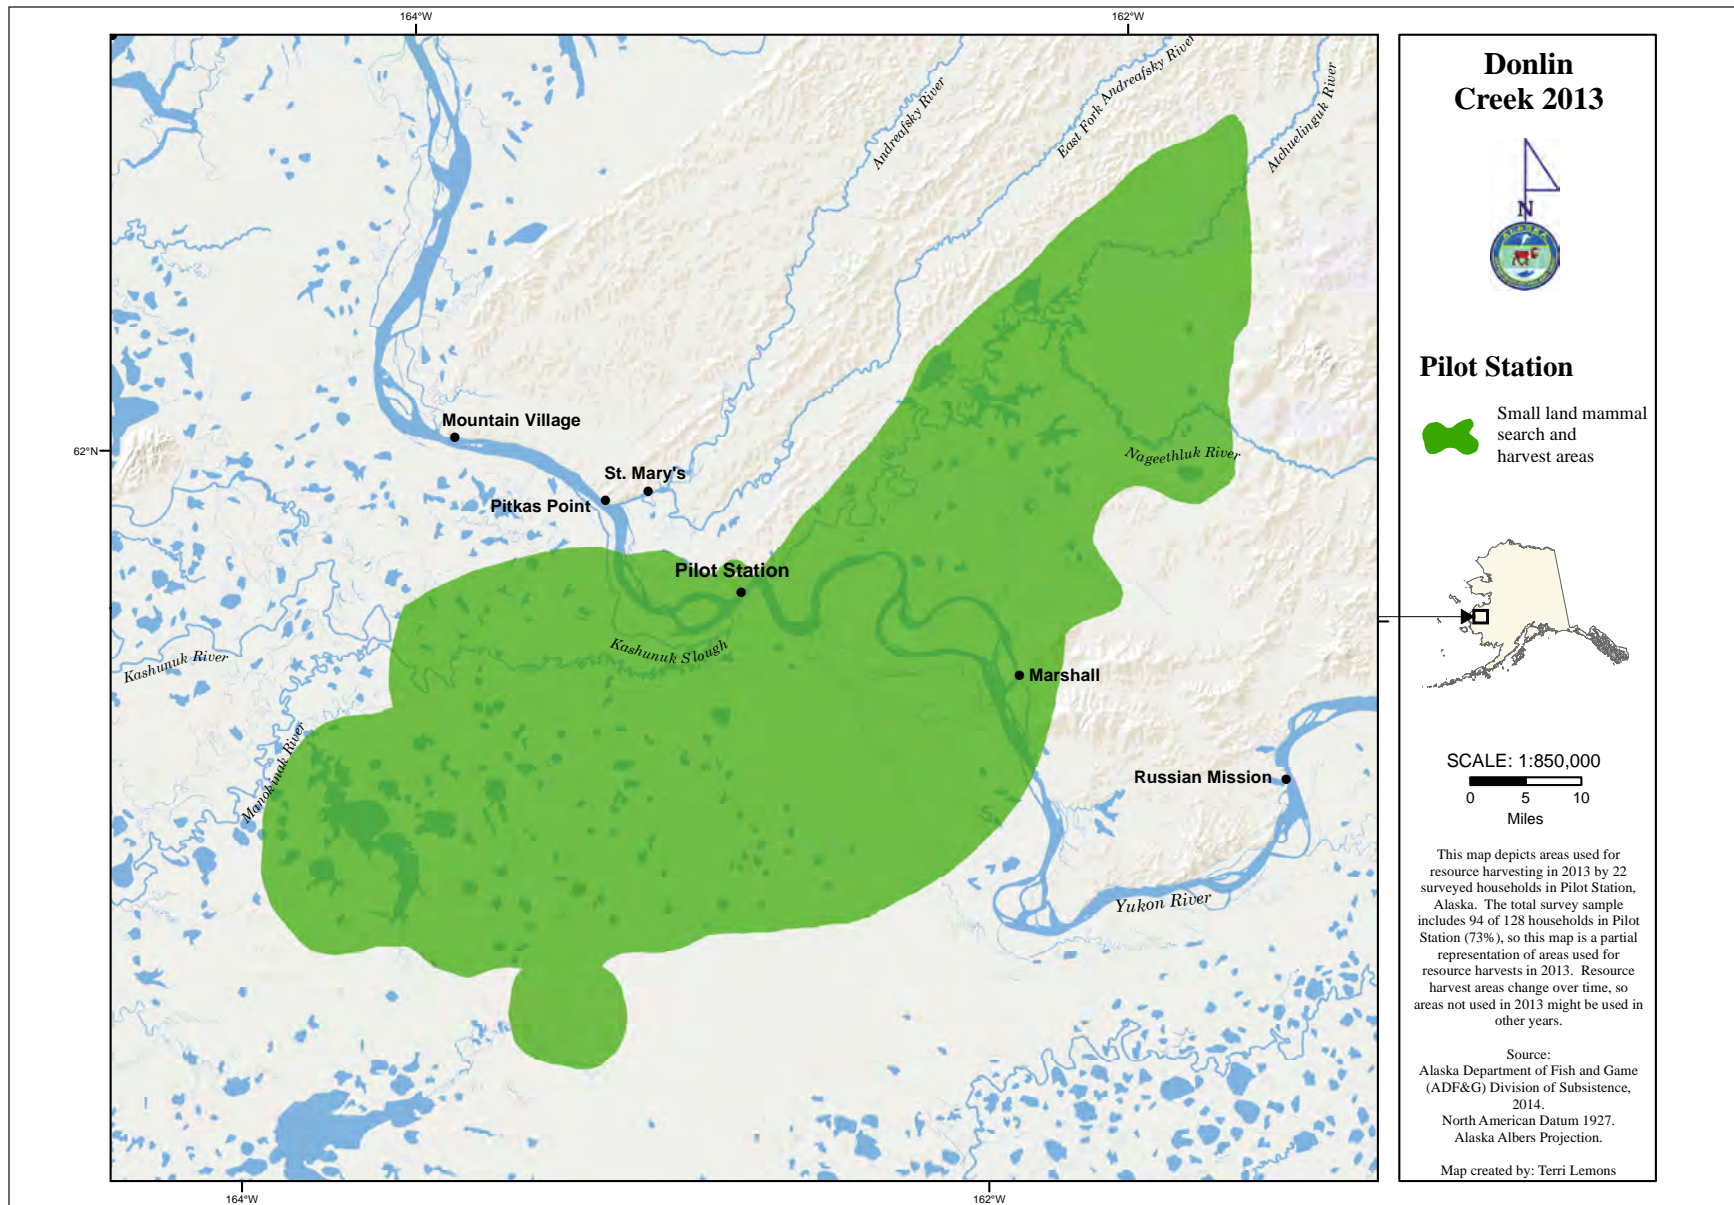 164°W
162°W
Andreafsky River
East Fork Andreafsky River
Atchuelinguk River
62°N
Mountain Village
St. Mary's
Pitkas Point
Nageethluk River
Pilot Station
Kashunuk Slough
Kashunuk River
Marshall
Manokinak River
Russian Mission
Yukon River
164°W
162°W
Donlin
Creek 2013
N
ALASKA
Pilot Station
Small land mammal
search and
harvest areas
SCALE: 1:850,000
0 5 10
Miles
This map depicts areas used for
resource harvesting in 2013 by 22
surveyed households in Pilot Station,
Alaska. The total survey sample
includes 94 of 128 households in Pilot
Station (73%), so this map is a partial
representation of areas used for
resource harvests in 2013. Resource
harvest areas change over time, so
areas not used in 2013 might be used in
other years.
Source:
Alaska Department of Fish and Game
(ADF&G) Division of Subsistence,
2014.
North American Datum 1927.
Alaska Albers Projection.
Map created by: Terri Lemons